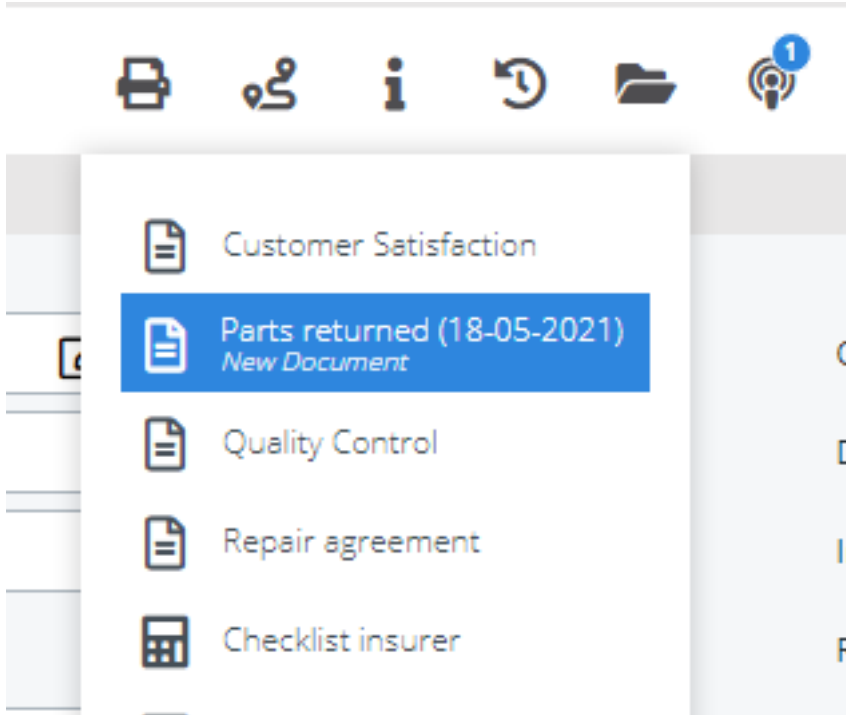 1
Customer Satisfaction
Parts returned (18-05-2021)
New Document
Quality Control
Repair agreement
Checklist insurer